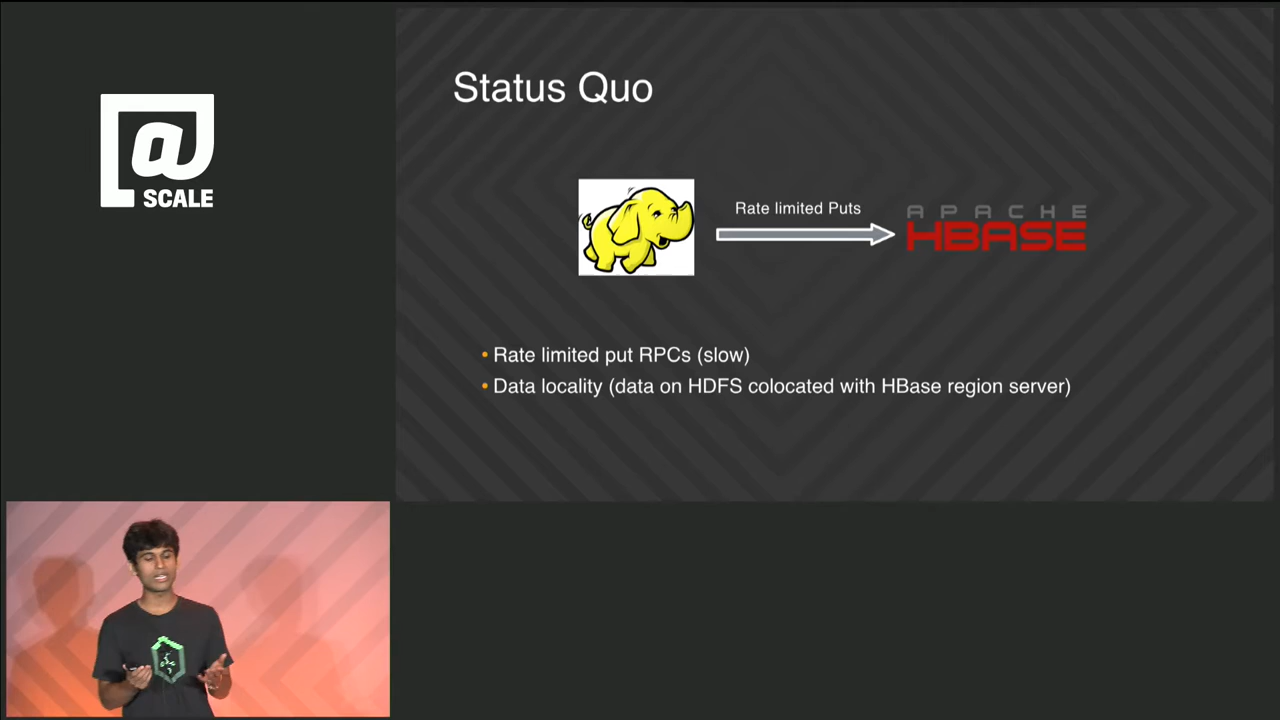 @
SCALE
Status Quo
Rate limited Puts
APACHE
HBASE
• Rate limited put RPCs (slow)
• Data locality (data on HDFS colocated with HBase region server)